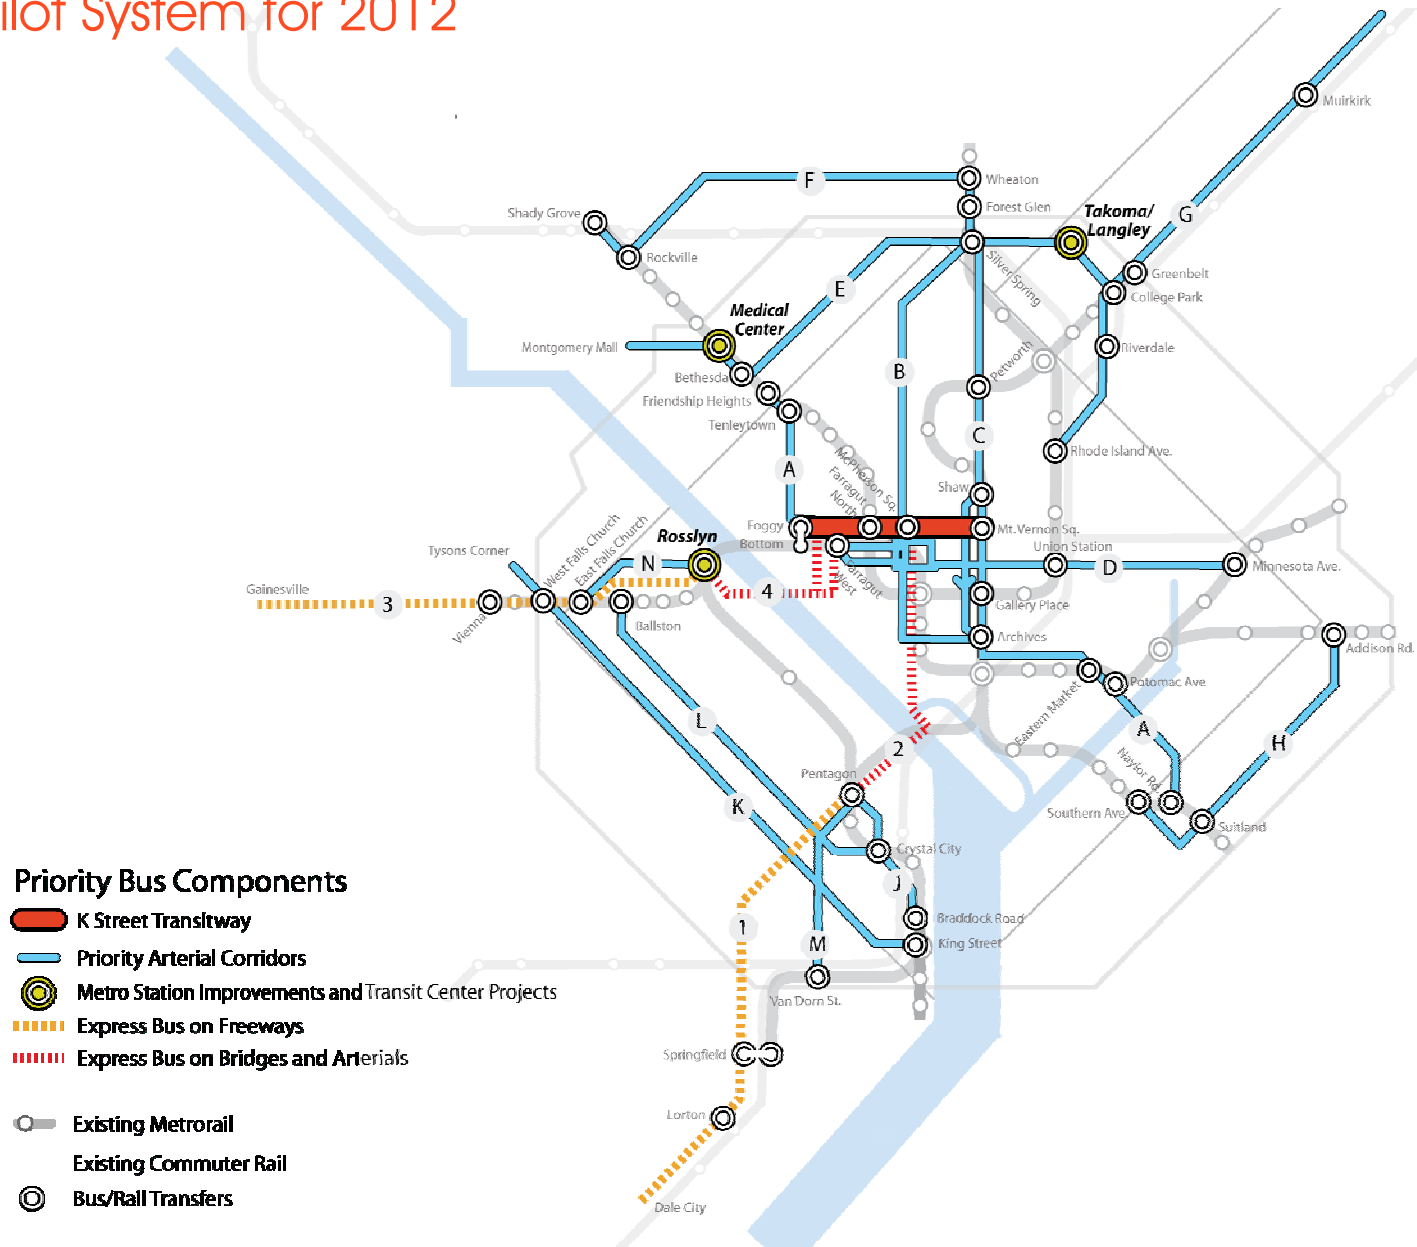 ilot System for 2012
Muirkirk
F
Wheaton
Forest Glen
Shady Grove
Takoma/
Langley
G
Rockville
Silver Spring
Greenbelt
E
College Park
Medical
Center
Montgomery Mall
Riverdale
Petworth
Bethesda
B
Friendship Heights
Tenleytown
C
A
McPherson Sq.
Farragut
North
Rhode Island Ave.
Shaw
Foggy
Bottom
Mt. Vernon Sq.
Rosslyn
Union Station
Tysons Corner
West Falls Church
East Falls Church
N
D
Minnesota Ave.
Farragut
West
Gainesville
3
4
Gallery Place
Vienna
Ballston
Archives
Addison Rd.
Potomac Ave
Eastern Market
L
A
H
2
Naylor Rd.
Pentagon
K
Southern Ave
Suitland
Crystal City
J
Braddock Road
1
M
King Street
Van Dorn St.
Springfield
Lorton
Dale City
Priority Bus Components
K Street Transitway
Priority Arterial Corridors
Metro Station Improvements and Transit Center Projects
Express Bus on Freeways
Express Bus on Bridges and Arterials
Existing Metrorail
Existing Commuter Rail
Bus/Rail Transfers